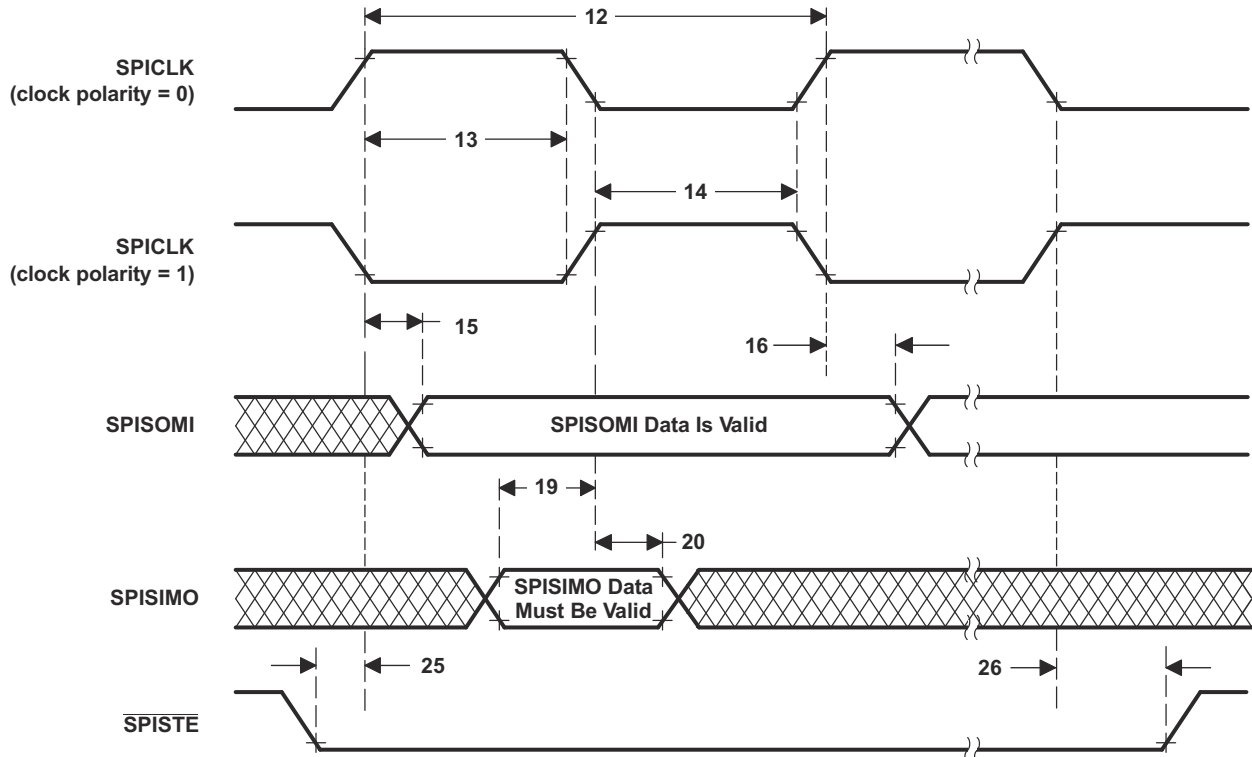 12
SPICLK
(clock polarity = 0)
13
14
SPICLK
(clock polarity = 1)
15
16
SPISOMI
SPISOMI Data Is Valid
19
20
SPISIMO
SPISIMO Data
Must Be Valid
25
26
SPISTE